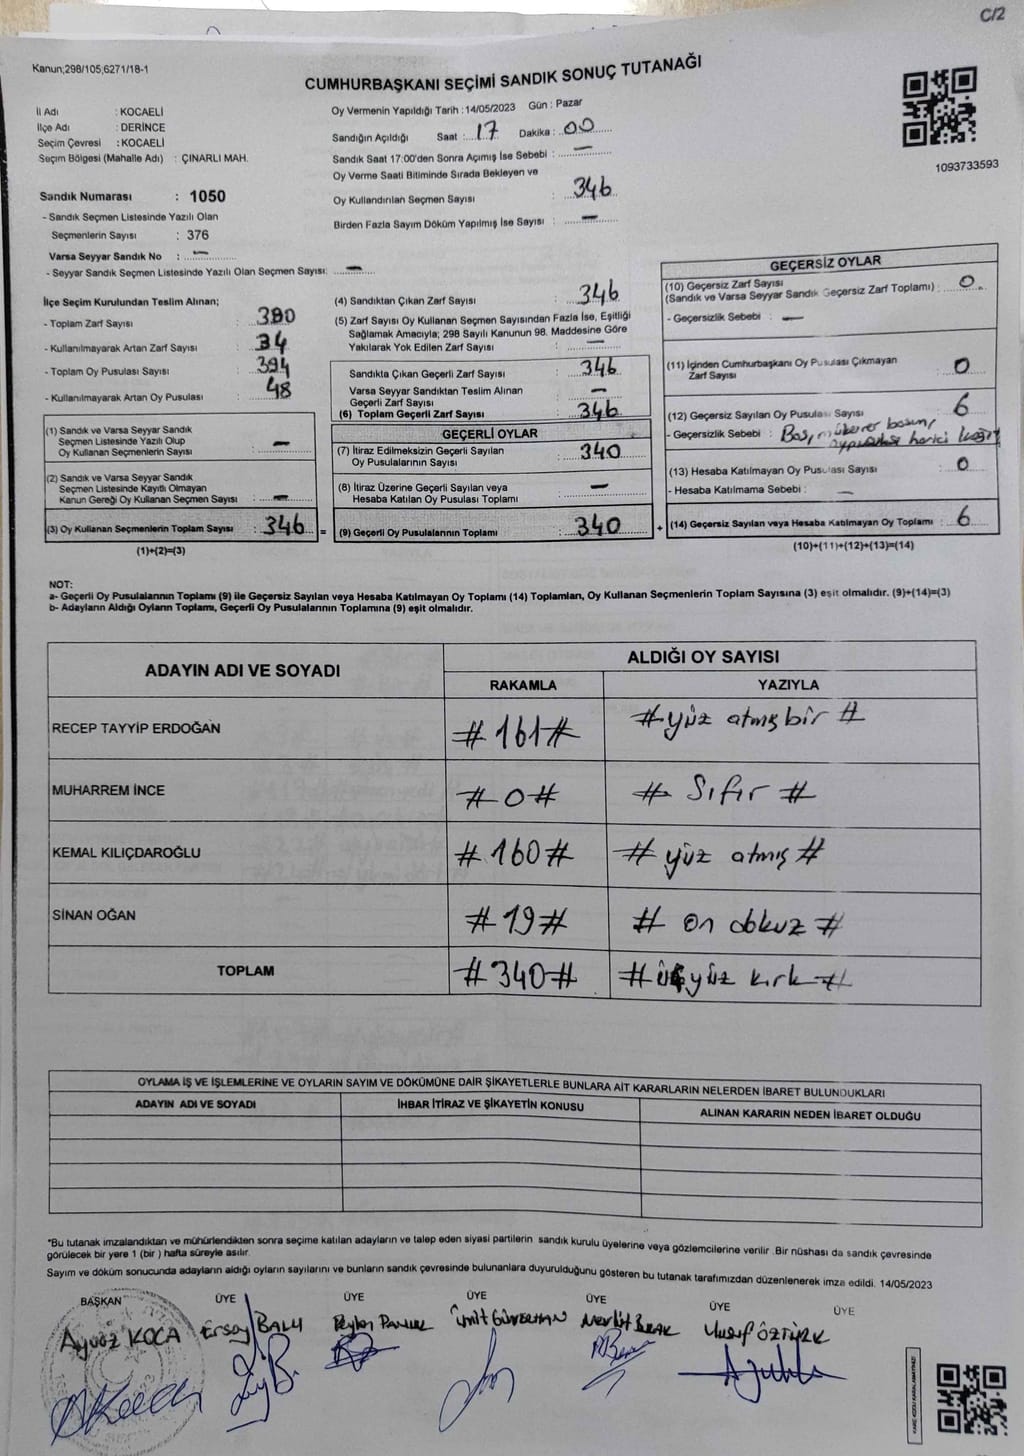 C/2
Kanun;298/105;6271/18-1
CUMHURBAŞKANI SEÇİMİ SANDIK SONUÇ TUTANAĞI
İl Adı : KOCAELİ
İlçe Adı : DERİNCE
Seçim Çevresi : KOCAELİ
Seçim Bölgesi (Mahalle Adı) : ÇINARLI MAH.
Sandık Numarası : 1050
- Sandık Seçmen Listesinde Yazılı Olan
Seçmenlerin Sayısı : 376
Varsa Seyyar Sandık No : —
- Seyyar Sandık Seçmen Listesinde Yazılı Olan Seçmen Sayısı: —
Oy Vermenin Yapıldığı Tarih : 14/05/2023 Gün : Pazar
Sandığın Açıldığı Saat : 17 Dakika : 00
Sandık Saat 17:00'den Sonra Açımış İse Sebebi : —
Oy Verme Saati Bitiminde Sırada Bekleyen ve
Oy Kullandırılan Seçmen Sayısı : 346
Birden Fazla Sayım Döküm Yapılmış İse Sayısı : —
1093733593
İlçe Seçim Kurulundan Teslim Alınan;
- Toplam Zarf Sayısı : 380
- Kullanılmayarak Artan Zarf Sayısı : 34
- Toplam Oy Pusulası Sayısı : 394
- Kullanılmayarak Artan Oy Pusulası : 48
(1) Sandık ve Varsa Seyyar Sandık
Seçmen Listesinde Yazılı Olup
Oy Kullanan Seçmenlerin Sayısı : —
(2) Sandık ve Varsa Seyyar Sandık
Seçmen Listesinde Kayıtlı Olmayan
Kanun Gereği Oy Kullanan Seçmen Sayısı : —
(3) Oy Kullanan Seçmenlerin Toplam Sayısı : 346 =
(1)+(2)=(3)
(4) Sandıktan Çıkan Zarf Sayısı : 346
(5) Zarf Sayısı Oy Kullanan Seçmen Sayısından Fazla İse, Eşitliği
Sağlamak Amacıyla; 298 Sayılı Kanunun 98. Maddesine Göre
Yakılarak Yok Edilen Zarf Sayısı : —
Sandıkta Çıkan Geçerli Zarf Sayısı : 346
Varsa Seyyar Sandıktan Teslim Alınan
Geçerli Zarf Sayısı : —
(6) Toplam Geçerli Zarf Sayısı : 346
GEÇERLİ OYLAR
(7) İtiraz Edilmeksizin Geçerli Sayılan
Oy Pusulalarının Sayısı : 340
(8) İtiraz Üzerine Geçerli Sayılan veya
Hesaba Katılan Oy Pusulası Toplamı : —
(9) Geçerli Oy Pusulalarının Toplamı : 340 +
GEÇERSİZ OYLAR
(10) Geçersiz Zarf Sayısı
(Sandık ve Varsa Seyyar Sandık Geçersiz Zarf Toplamı) : 0
- Geçersizlik Sebebi : —
(11) İçinden Cumhurbaşkanı Oy Pusulası Çıkmayan
Zarf Sayısı : 0
(12) Geçersiz Sayılan Oy Pusulası Sayısı : 6
- Geçersizlik Sebebi : Boş, mükerrer basım,
harici kağıt
(13) Hesaba Katılmayan Oy Pusulası Sayısı : 0
- Hesaba Katılmama Sebebi : —
(14) Geçersiz Sayılan veya Hesaba Katılmayan Oy Toplamı : 6
(10)+(11)+(12)+(13)=(14)
NOT:
a- Geçerli Oy Pusulalarının Toplamı (9) ile Geçersiz Sayılan veya Hesaba Katılmayan Oy Toplamı (14) Toplamları, Oy Kullanan Seçmenlerin Toplam Sayısına (3) eşit olmalıdır. (9)+(14)=(3)
b- Adayların Aldığı Oyların Toplamı, Geçerli Oy Pusulalarının Toplamına (9) eşit olmalıdır.
ADAYIN ADI VE SOYADI ALDIĞI OY SAYISI
RAKAMLA YAZIYLA
RECEP TAYYİP ERDOĞAN #161# #yüz atmışbir#
MUHARREM İNCE #0# # Sıfır #
KEMAL KILIÇDAROĞLU #160# # yüz atmış #
SİNAN OĞAN #19# # on dokuz #
TOPLAM #340# #üçyüz kırk #
OYLAMA İŞ VE İŞLEMLERİNE VE OYLARIN SAYIM VE DÖKÜMÜNE DAİR ŞİKAYETLERLE BUNLARA AİT KARARLARIN NELERDEN İBARET BULUNDUKLARI
ADAYIN ADI VE SOYADI İHBAR İTİRAZ VE ŞİKAYETİN KONUSU ALINAN KARARIN NEDEN İBARET OLDUĞU
*Bu tutanak imzalandıktan ve mühürlendikten sonra seçime katılan adayların ve talep eden siyasi partilerin sandık kurulu üyelerine veya gözlemcilerine verilir .Bir nüshası da sandık çevresinde
görülecek bir yere 1 (bir ) hafta süreyle asılır.
Sayım ve döküm sonucunda adayların aldığı oyların sayılarını ve bunların sandık çevresinde bulunanlara duyurulduğunu gösteren bu tutanak tarafımızdan düzenlenerek imza edildi. 14/05/2023
BAŞKAN ÜYE ÜYE ÜYE ÜYE ÜYE ÜYE
Ayvaz KOCA Ersoy BALI Ümit Mevlüt Yusuf ÖZTÜRK